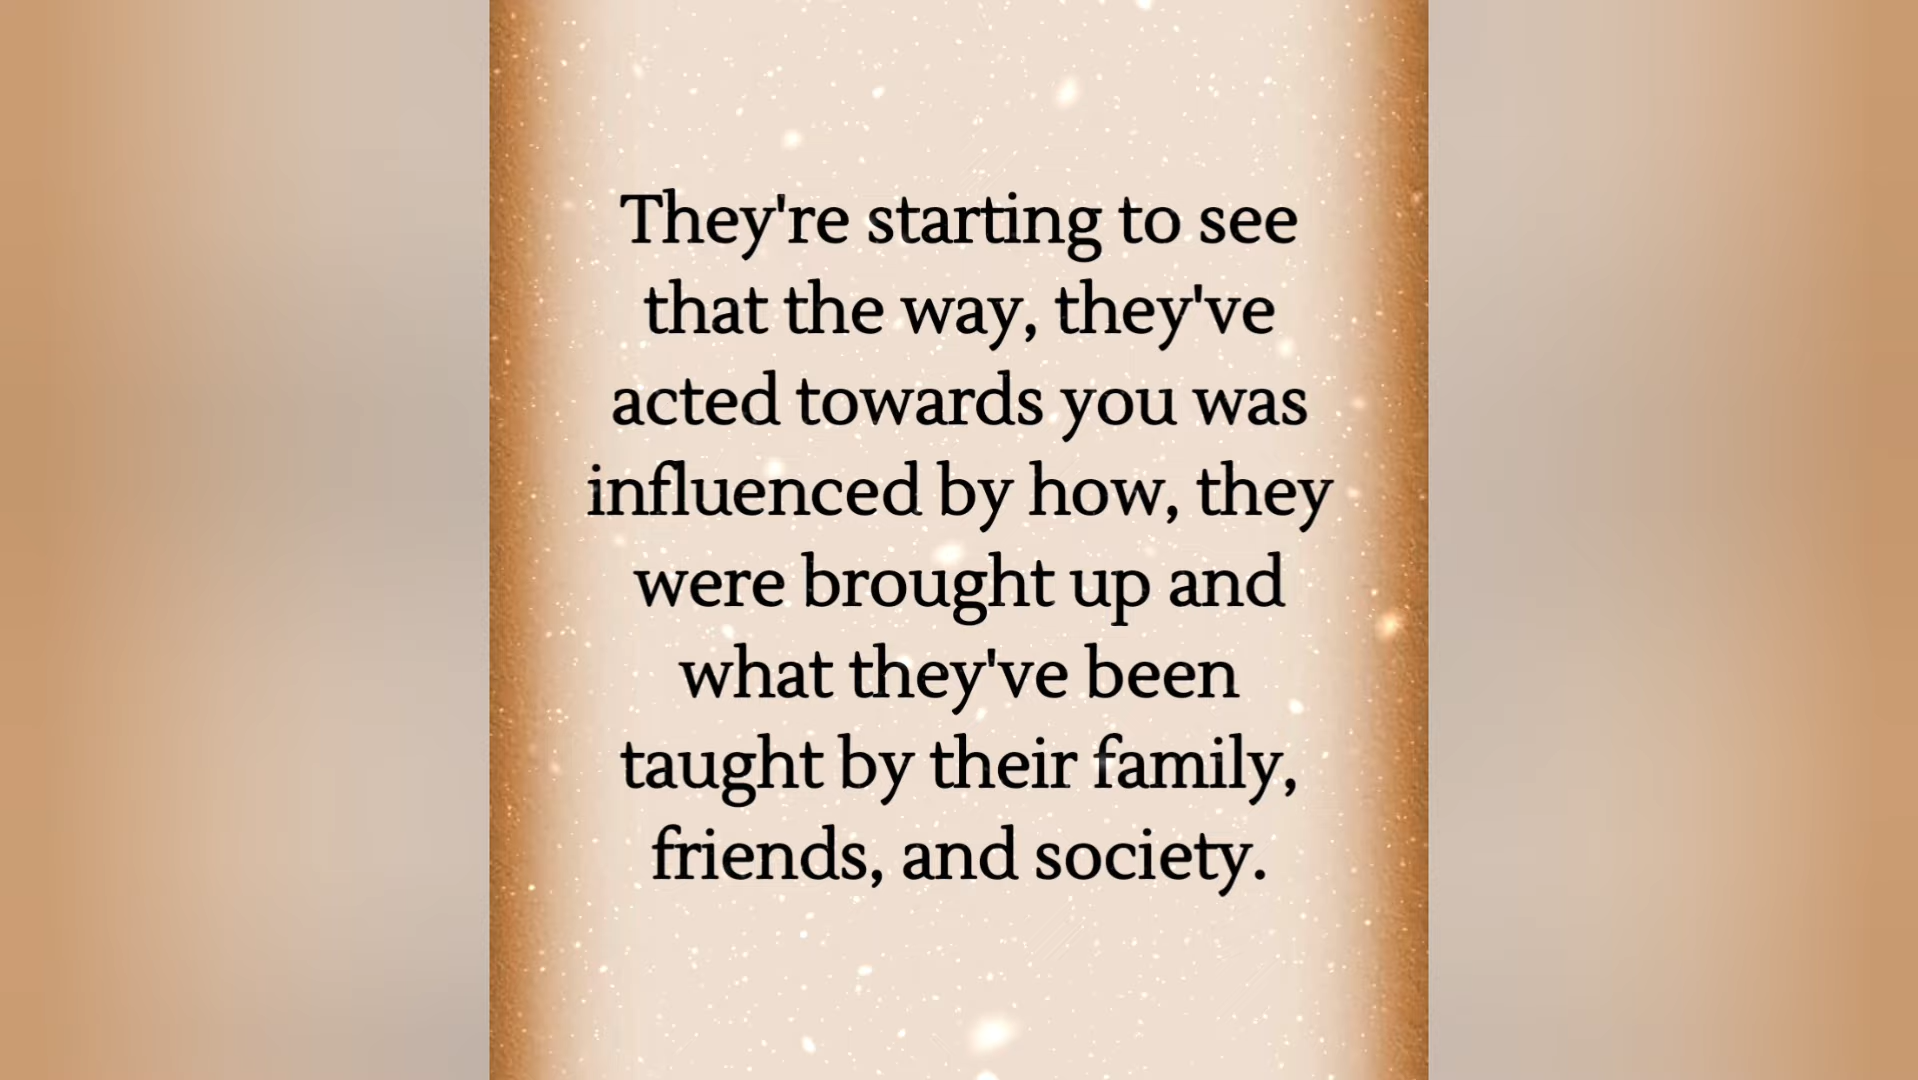 They're starting to see
that the way, they've
acted towards you was
influenced by how, they
were brought up and
what they've been
taught by their family,
friends, and society.